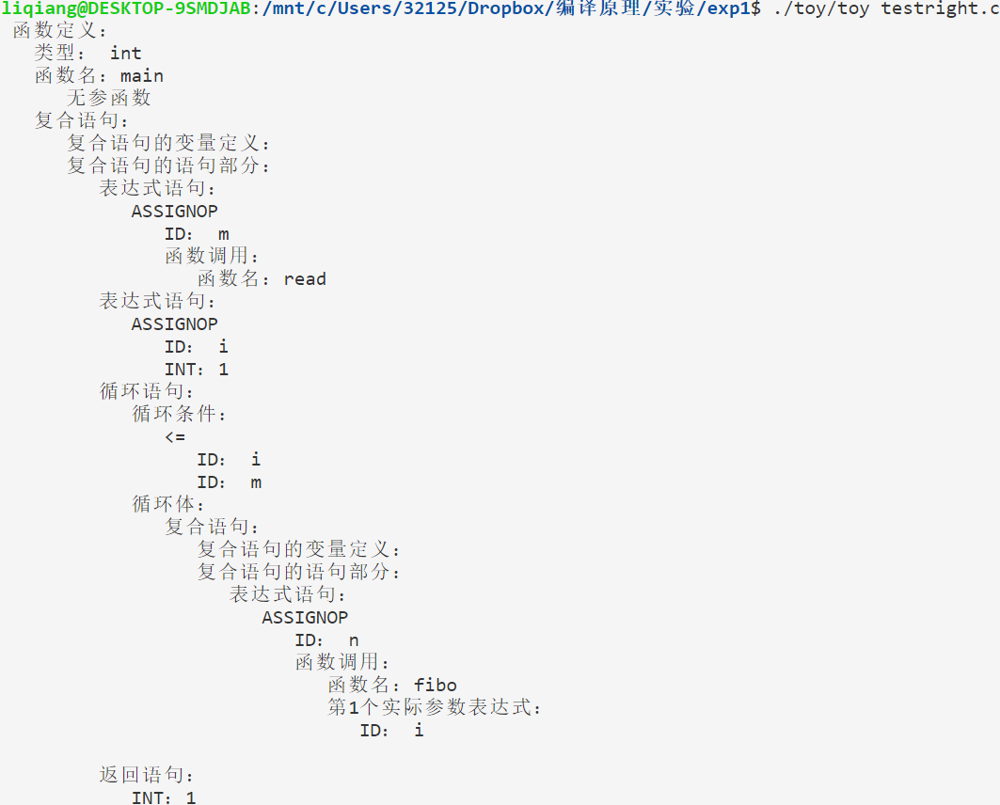 liqiang@DESKTOP-9SMDJAB:/mnt/c/Users/32125/Dropbox/编译原理/实验/exp1$ ./toy/toy testright.c
函数定义：
类型： int
函数名：main
无参函数
复合语句：
复合语句的变量定义：
复合语句的语句部分：
表达式语句：
ASSIGNOP
ID： m
函数调用：
函数名：read
表达式语句：
ASSIGNOP
ID： i
INT：1
循环语句：
循环条件：
<=
ID： i
ID： m
循环体：
复合语句：
复合语句的变量定义：
复合语句的语句部分：
表达式语句：
ASSIGNOP
ID： n
函数调用：
函数名：fibo
第1个实际参数表达式：
ID： i
返回语句：
INT：1